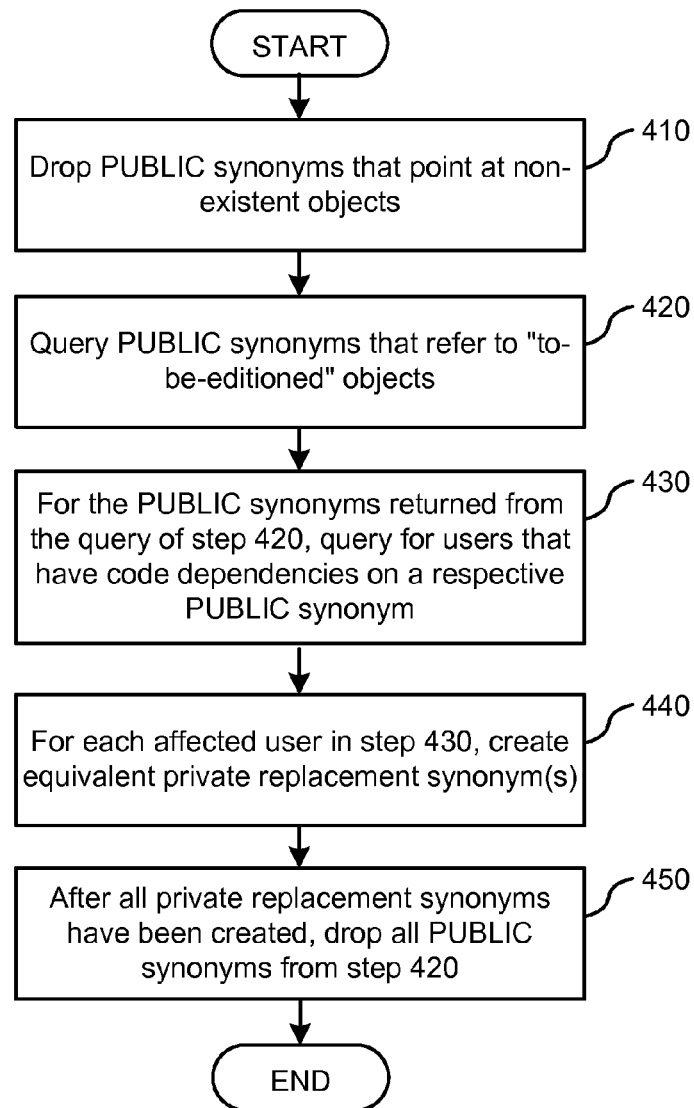 START
410
Drop PUBLIC synonyms that point at non-
existent objects
420
Query PUBLIC synonyms that refer to "to-
be-editioned" objects
430
For the PUBLIC synonyms returned from
the query of step 420, query for users that
have code dependencies on a respective
PUBLIC synonym
440
For each affected user in step 430, create
equivalent private replacement synonym(s)
450
After all private replacement synonyms
have been created, drop all PUBLIC
synonyms from step 420
END